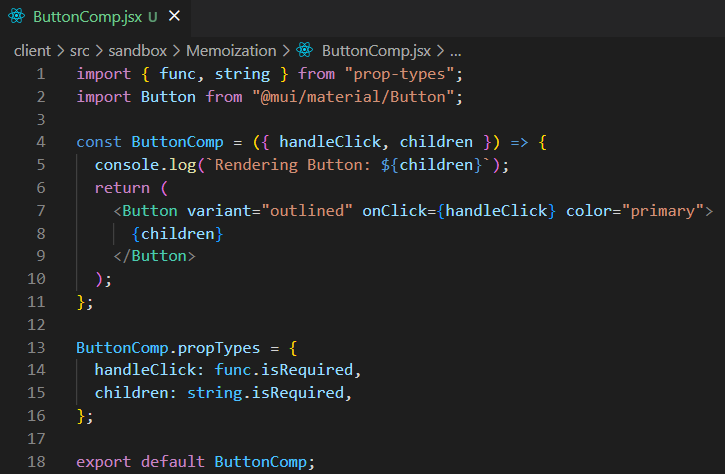 ButtonComp.jsx U ×
client > src > sandbox > Memoization > ButtonComp.jsx > ...
1 import { func, string } from "prop-types";
2 import Button from "@mui/material/Button";
3
4 const ButtonComp = ({ handleClick, children }) => {
5   console.log(`Rendering Button: ${children}`);
6   return (
7     <Button variant="outlined" onClick={handleClick} color="primary">
8       {children}
9     </Button>
10   );
11 };
12
13 ButtonComp.propTypes = {
14   handleClick: func.isRequired,
15   children: string.isRequired,
16 };
17
18 export default ButtonComp;